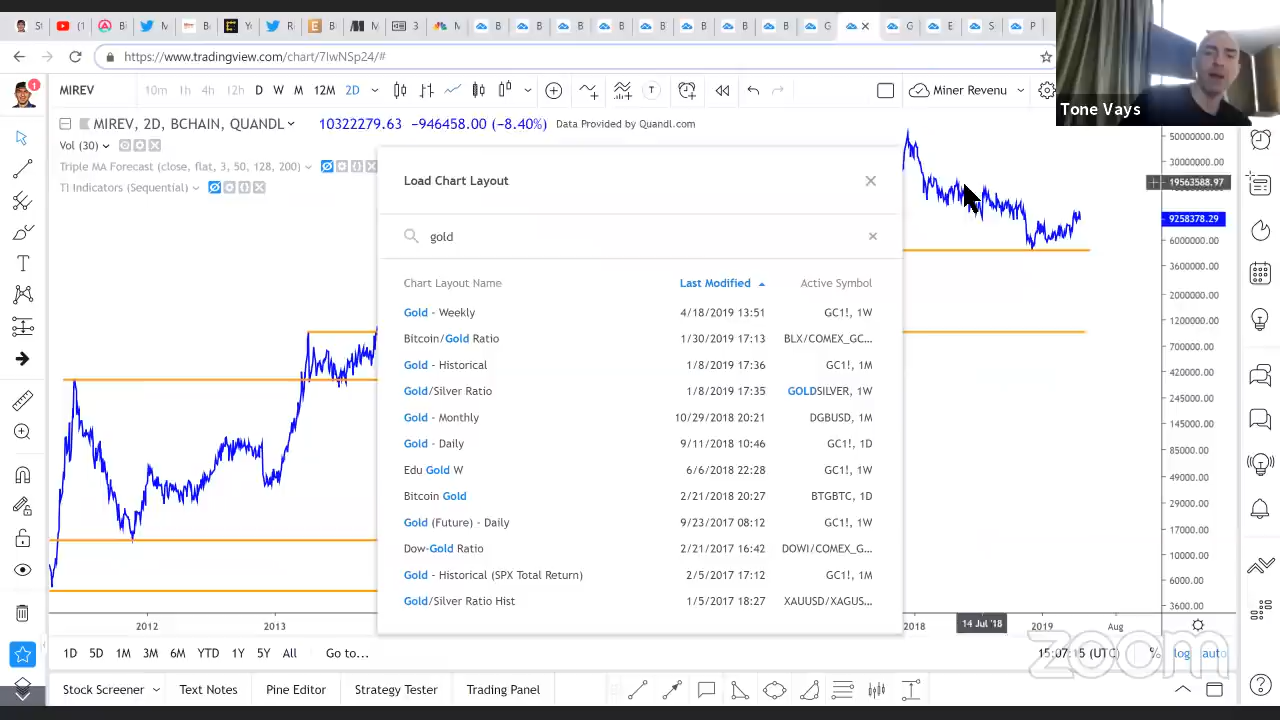 https://www.tradingview.com/chart/7IwNSp24/#
Tone Vays
1
MIREV
10m 1h 4h 12h D W M 12M 2D
Miner Revenu
MIREV, 2D, BCHAIN, QUANDL
10322279.63 −946458.00 (−8.40%)
Data Provided by Quandl.com
Vol (30)
Triple MA Forecast (close, flat, 3, 50, 128, 200)
TI Indicators (Sequential)
Load Chart Layout
gold
Chart Layout Name Last Modified Active Symbol
Gold - Weekly 4/18/2019 13:51 GC1!, 1W
Bitcoin/Gold Ratio 1/30/2019 17:13 BLX/COMEX_GC...
Gold - Historical 1/8/2019 17:36 GC1!, 1M
Gold/Silver Ratio 1/8/2019 17:35 GOLDSILVER, 1W
Gold - Monthly 10/29/2018 20:21 DGBUSD, 1M
Gold - Daily 9/11/2018 10:46 GC1!, 1D
Edu Gold W 6/6/2018 22:28 GC1!, 1W
Bitcoin Gold 2/21/2018 20:27 BTGBTC, 1D
Gold (Future) - Daily 9/23/2017 08:12 GC1!, 1W
Dow-Gold Ratio 2/21/2017 16:42 DOWI/COMEX_G...
Gold - Historical (SPX Total Return) 2/5/2017 17:12 GC1!, 1M
Gold/Silver Ratio Hist 1/5/2017 18:27 XAUUSD/XAGUS...
50000000.00
30000000.00
19563588.97
9258378.29
6000000.00
3600000.00
2000000.00
1200000.00
700000.00
420000.00
245000.00
145000.00
85000.00
49000.00
29000.00
17000.00
10000.00
6000.00
3600.00
2012 2013 2018 14 Jul '18 2019 Aug
1D 5D 1M 3M 6M YTD 1Y 5Y All Go to...
15:07:15 (UTC) % log auto
zoom
Stock Screener Text Notes Pine Editor Strategy Tester Trading Panel